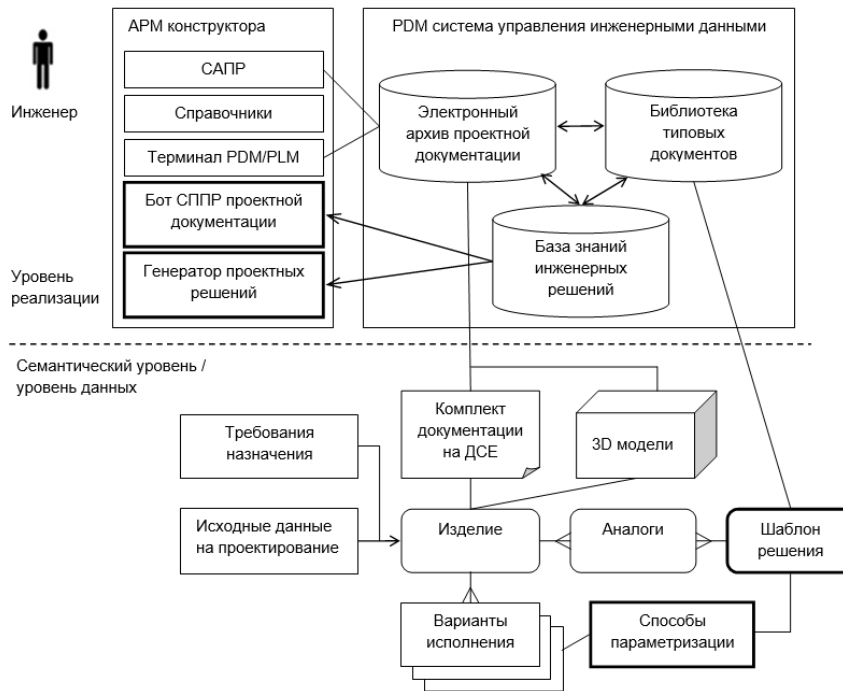 АРМ конструктора
PDM система управления инженерными данными
САПР
Справочники
Терминал PDM/PLM
Бот СППР проектной
документации
Генератор проектных
решений
Инженер
Уровень
реализации
Электронный
архив проектной
документации
Библиотека
типовых
документов
База знаний
инженерных
решений
Семантический уровень /
уровень данных
Комплект
документации
на ДСЕ
3D модели
Требования
назначения
Исходные данные
на проектирование
Изделие
Аналоги
Шаблон
решения
Варианты
исполнения
Способы
параметризации